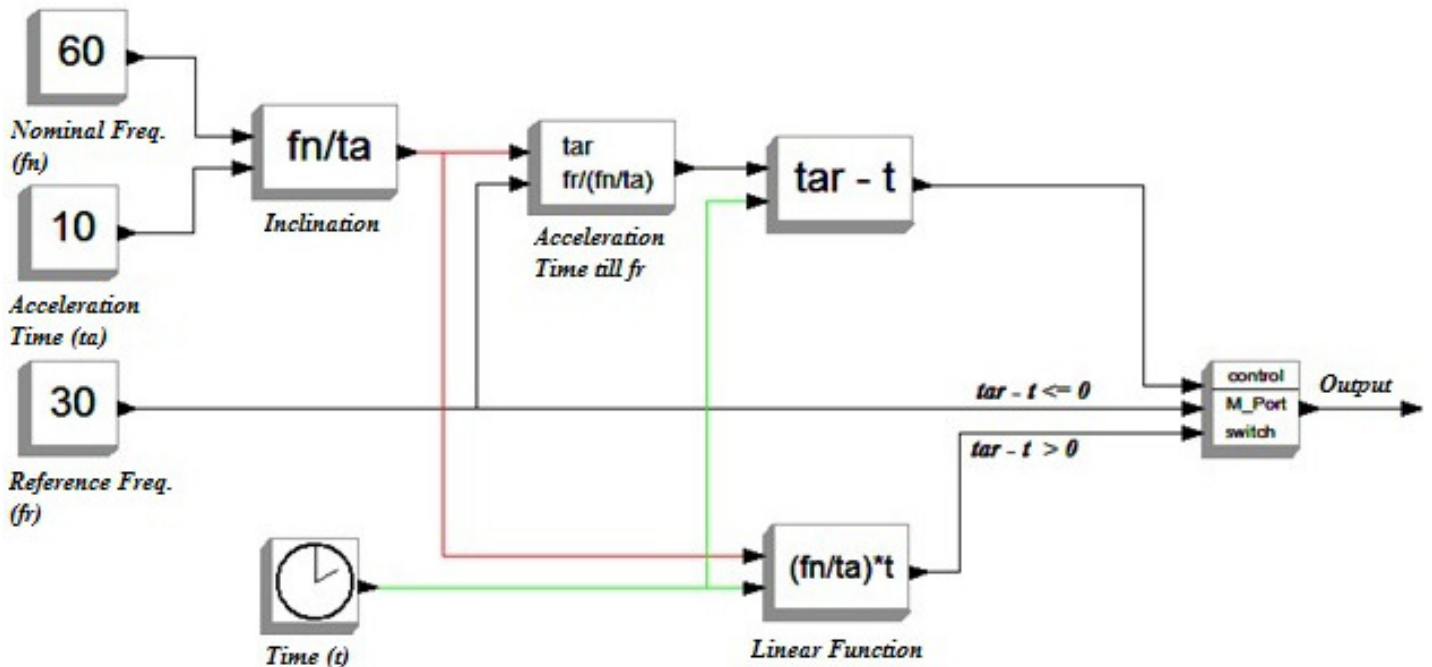 60
Nominal Freq.
(fn)
10
Acceleration
Time (ta)
30
Reference Freq.
(fr)
fn/ta
Inclination
tar
fr/(fn/ta)
Acceleration
Time till fr
tar - t
tar - t <= 0
tar - t > 0
control
M_Port
switch
Output
Time (t)
(fn/ta)*t
Linear Function